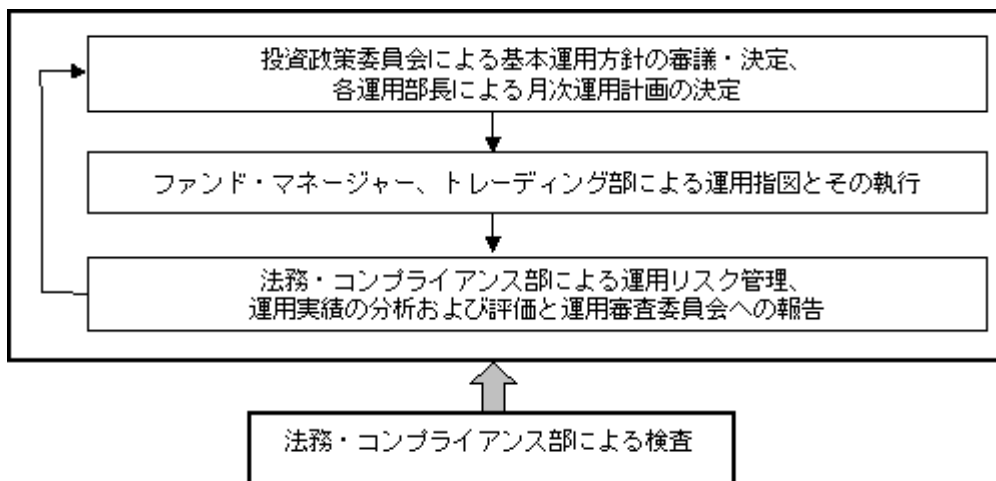 投資政策委員会による基本運用方針の審議・決定、
各運用部長による月次運用計画の決定
ファンド・マネージャー、トレーディング部による運用指図とその執行
法務・コンプライアンス部による運用リスク管理、
運用実績の分析および評価と運用審査委員会への報告
法務・コンプライアンス部による検査